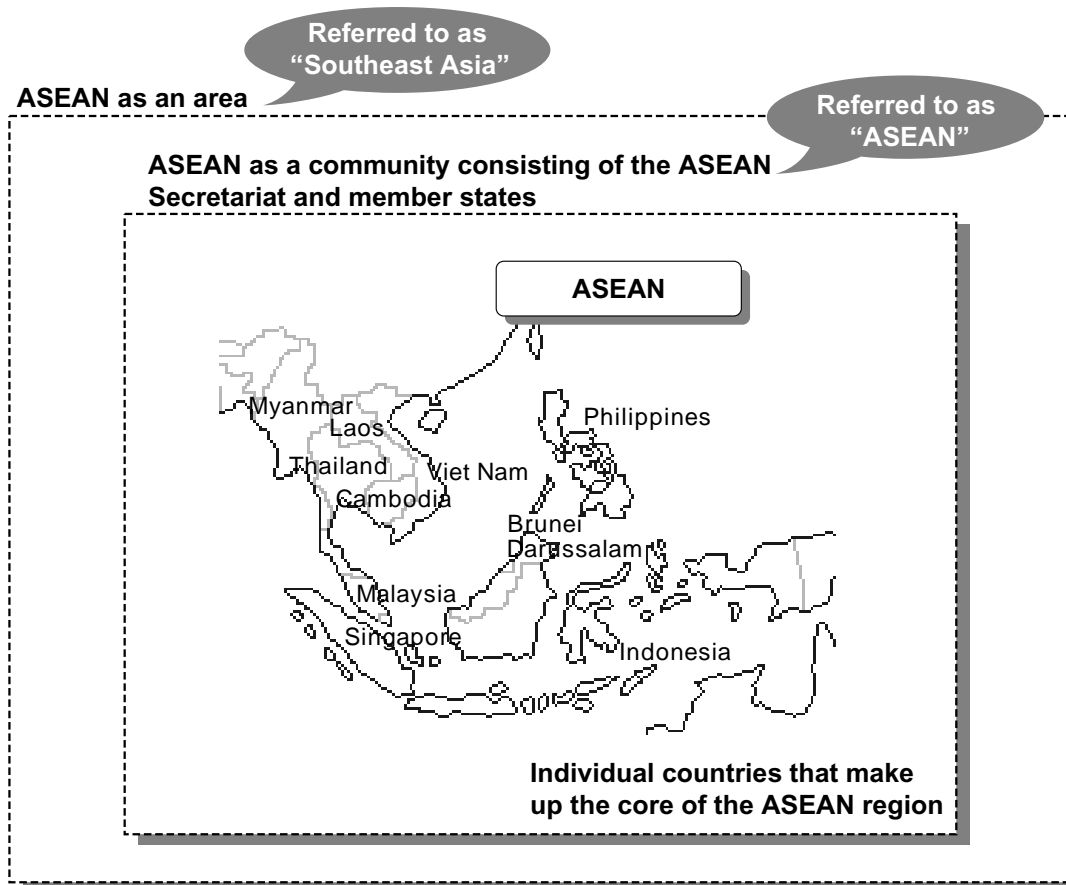 Referred to as
“Southeast Asia”
ASEAN as an area
Referred to as
“ASEAN”
ASEAN as a community consisting of the ASEAN
Secretariat and member states
ASEAN
Myanmar
Laos
Philippines
Thailand
Viet Nam
Cambodia
Brunei
Darussalam
Malaysia
Singapore
Indonesia
Individual countries that make
up the core of the ASEAN region